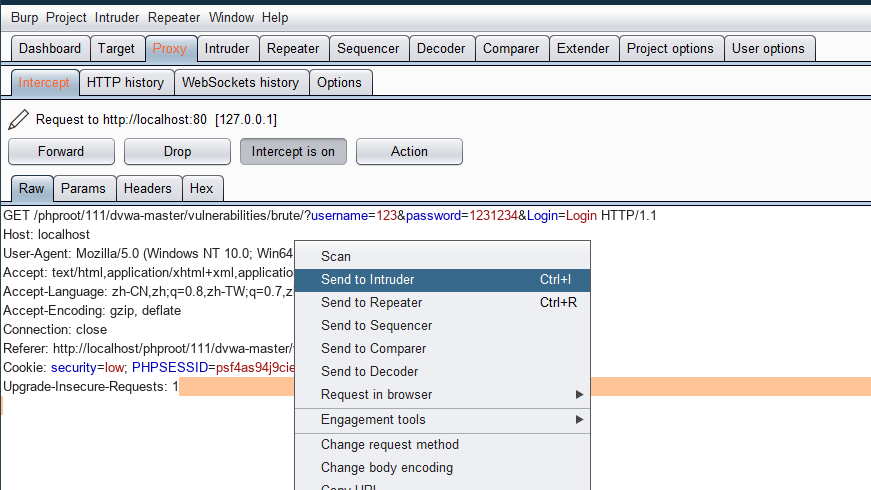 Burp Project Intruder Repeater Window Help
Dashboard Target Proxy Intruder Repeater Sequencer Decoder Comparer Extender Project options User options
Intercept HTTP history WebSockets history Options
Request to http://localhost:80 [127.0.0.1]
Forward Drop Intercept is on Action
Raw Params Headers Hex
GET /phproot/111/dvwa-master/vulnerabilities/brute/?username=123&password=1231234&Login=Login HTTP/1.1
Host: localhost
User-Agent: Mozilla/5.0 (Windows NT 10.0; Win64
Accept: text/html,application/xhtml+xml,application
Accept-Language: zh-CN,zh;q=0.8,zh-TW;q=0.7,z
Accept-Encoding: gzip, deflate
Connection: close
Referer: http://localhost/phproot/111/dvwa-master/
Cookie: security=low; PHPSESSID=psf4as94j9cie
Upgrade-Insecure-Requests: 1
Scan
Send to Intruder Ctrl+I
Send to Repeater Ctrl+R
Send to Sequencer
Send to Comparer
Send to Decoder
Request in browser
Engagement tools
Change request method
Change body encoding
Copy URL